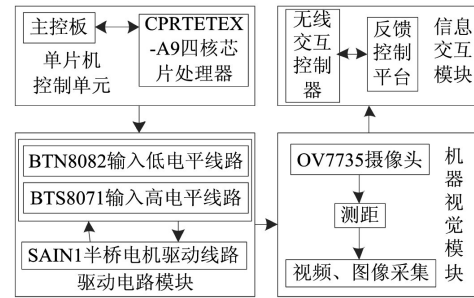 主控板
单片机
控制单元
CPRTETEX
-A9四核芯
片处理器
无线
交互
控制
器
反馈
控制
平台
信息
交互
模块
BTN8082输入低电平线路
BTS8071输入高电平线路
SAIN1半桥电机驱动线路
驱动电路模块
OV7735摄像头
测距
视频、图像采集
机
器
视
觉
模
块